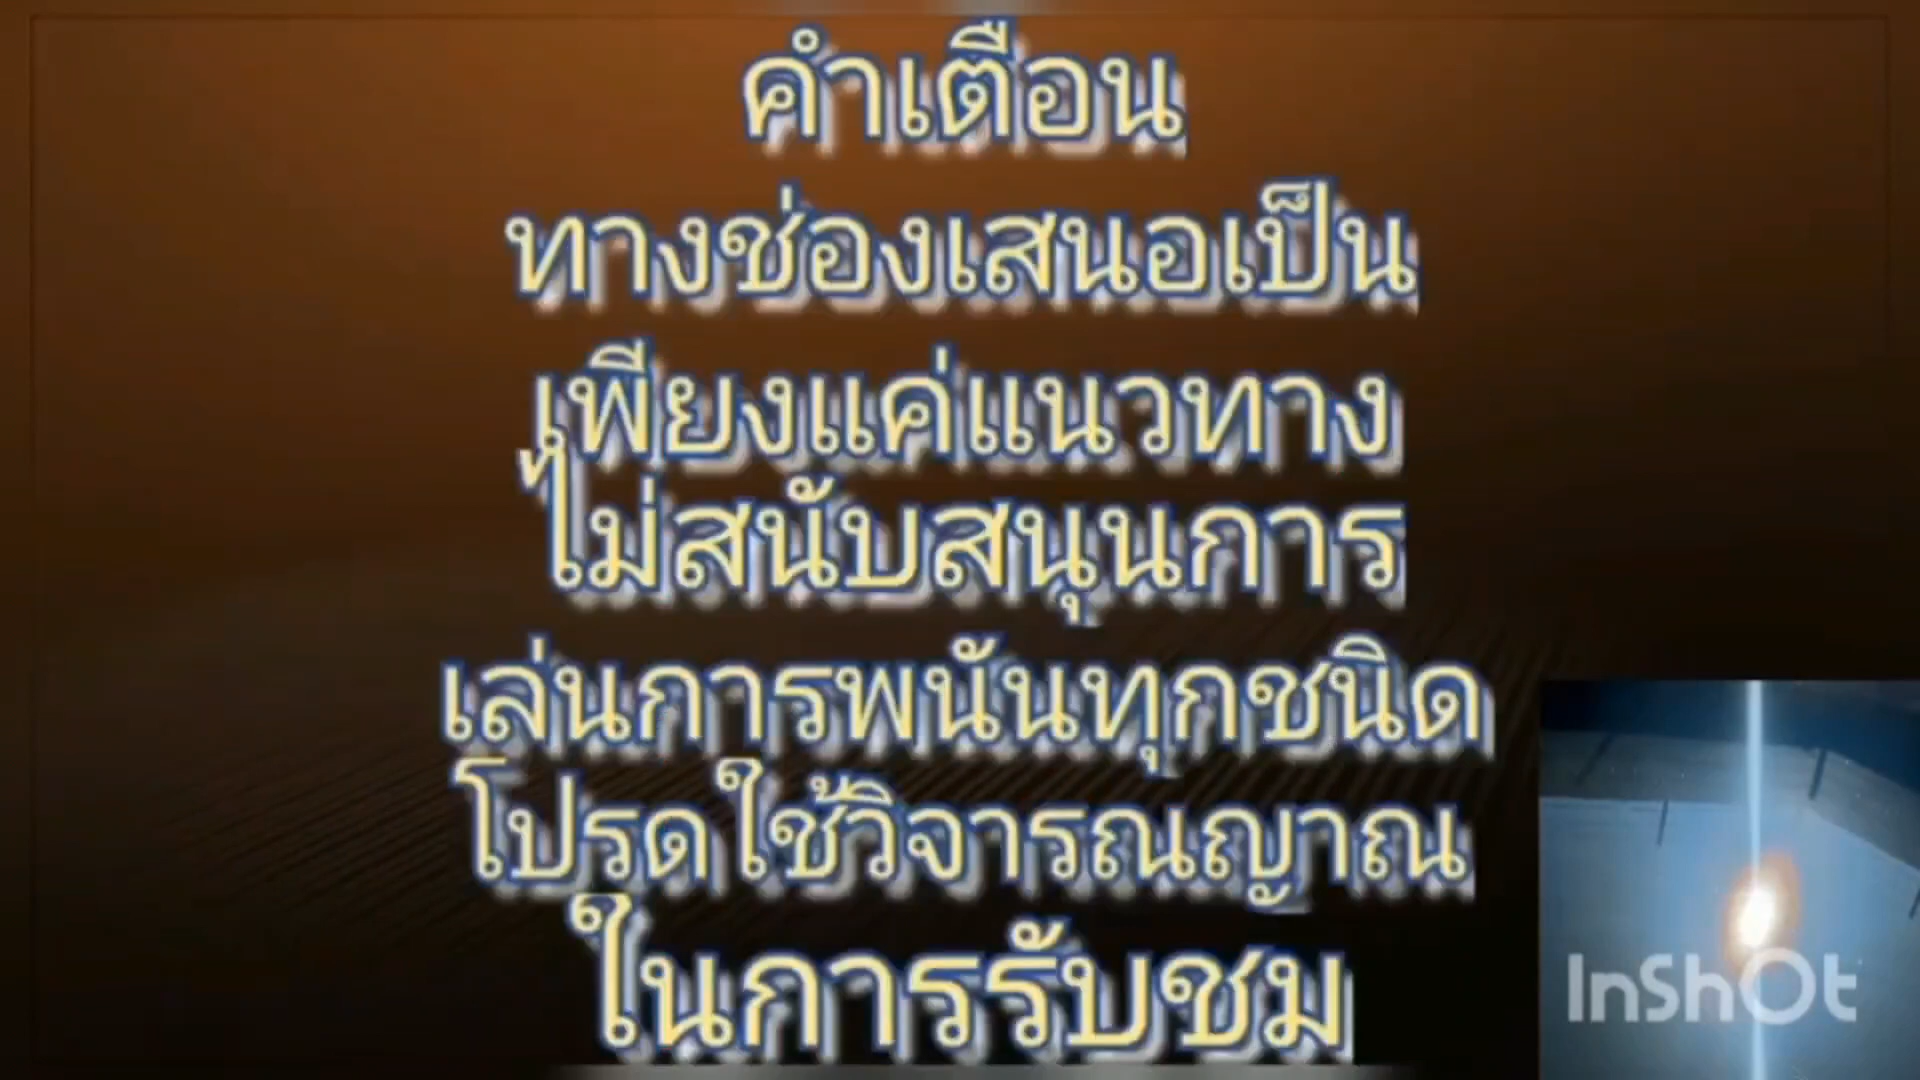 คำเตือน
ทางช่องเสนอเป็น
เพียงแค่แนวทาง
ไม่สนับสนุนการ
เล่นการพนันทุกชนิด
โปรดใช้วิจารณญาณ
ในการรับชม
InShOt